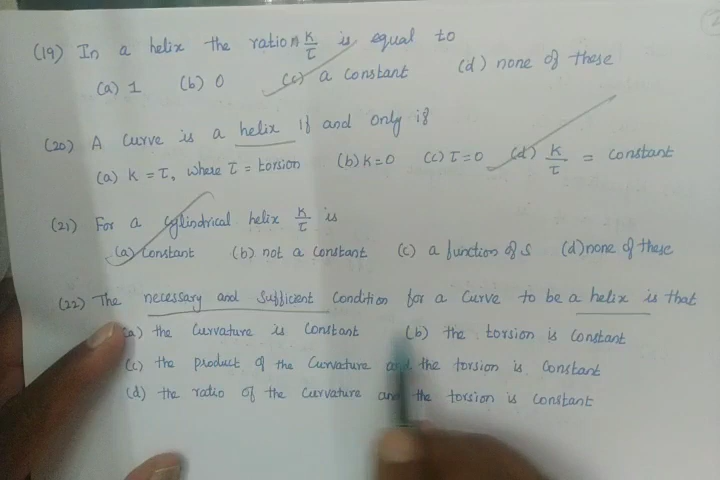 (19) In a helix the ration K/τ is equal to
(a) 1 (b) 0 (c) a constant (d) none of these
(20) A Curve is a helix If and only if
(a) K = τ, where τ = torsion (b) K = 0 (c) τ = 0 (d) K/τ = constant
(21) For a cylindrical helix K/τ is
(a) Constant (b) not a constant (c) a function of S (d) none of these
(22) The necessary and Sufficient Condition for a Curve to be a helix is that
(a) the Curvature is Constant (b) the torsion is Constant
(c) the product of the Curvature and the torsion is Constant
(d) the ratio of the Curvature and the torsion is Constant